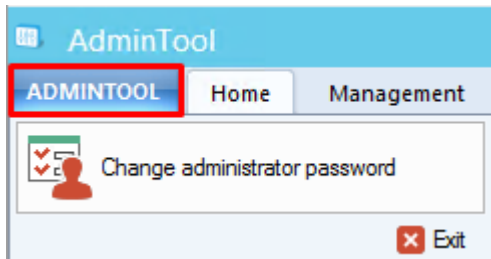 AdminTool
ADMINTOOL Home Management
Change administrator password
Exit